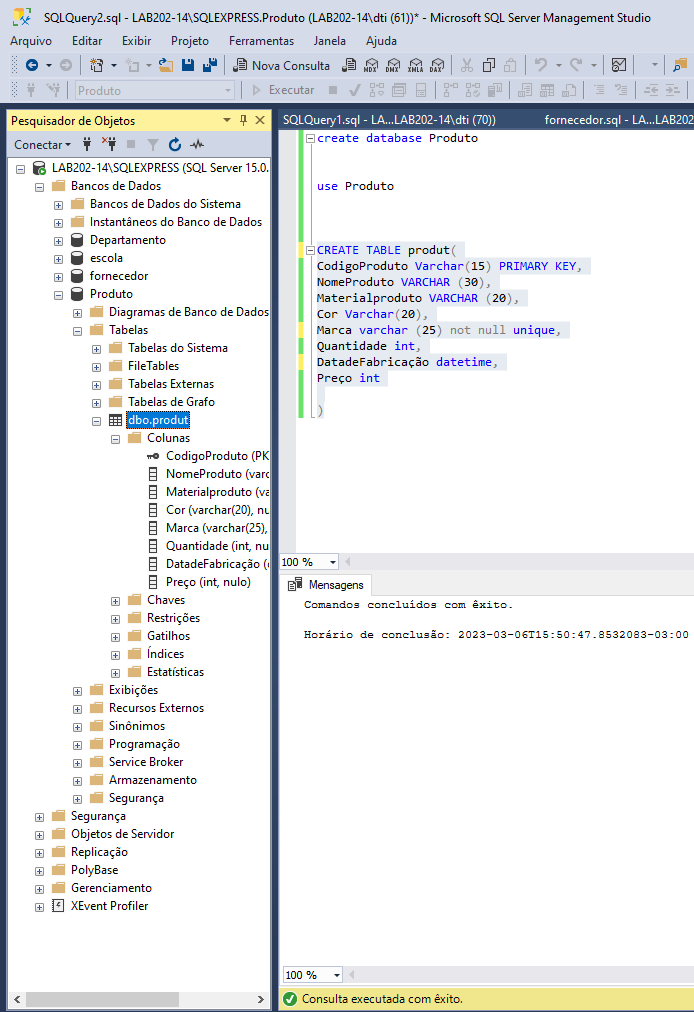 SQLQuery2.sql - LAB202-14\SQLEXPRESS.Produto (LAB202-14\dti (61))* - Microsoft SQL Server Management Studio
Arquivo Editar Exibir Projeto Ferramentas Janela Ajuda
Nova Consulta MDX DMX XMLA DAX
Produto Executar
Pesquisador de Objetos
Conectar
LAB202-14\SQLEXPRESS (SQL Server 15.0.
Bancos de Dados
Bancos de Dados do Sistema
Instantâneos do Banco de Dados
Departamento
escola
fornecedor
Produto
Diagramas de Banco de Dados
Tabelas
Tabelas do Sistema
FileTables
Tabelas Externas
Tabelas de Grafo
dbo.produt
Colunas
CodigoProduto (PK
NomeProduto (varc
Materialproduto (va
Cor (varchar(20), nu
Marca (varchar(25),
Quantidade (int, nu
DatadeFabricação (
Preço (int, nulo)
Chaves
Restrições
Gatilhos
Índices
Estatísticas
Exibições
Recursos Externos
Sinônimos
Programação
Service Broker
Armazenamento
Segurança
Segurança
Objetos de Servidor
Replicação
PolyBase
Gerenciamento
XEvent Profiler
SQLQuery1.sql - LA...LAB202-14\dti (70)) fornecedor.sql - LA...LAB202
create database Produto
use Produto
CREATE TABLE produt(
CodigoProduto Varchar(15) PRIMARY KEY,
NomeProduto VARCHAR (30),
Materialproduto VARCHAR (20),
Cor Varchar(20),
Marca varchar (25) not null unique,
Quantidade int,
DatadeFabricação datetime,
Preço int
)
100 %
Mensagens
Comandos concluídos com êxito.
Horário de conclusão: 2023-03-06T15:50:47.8532083-03:00
100 %
Consulta executada com êxito.